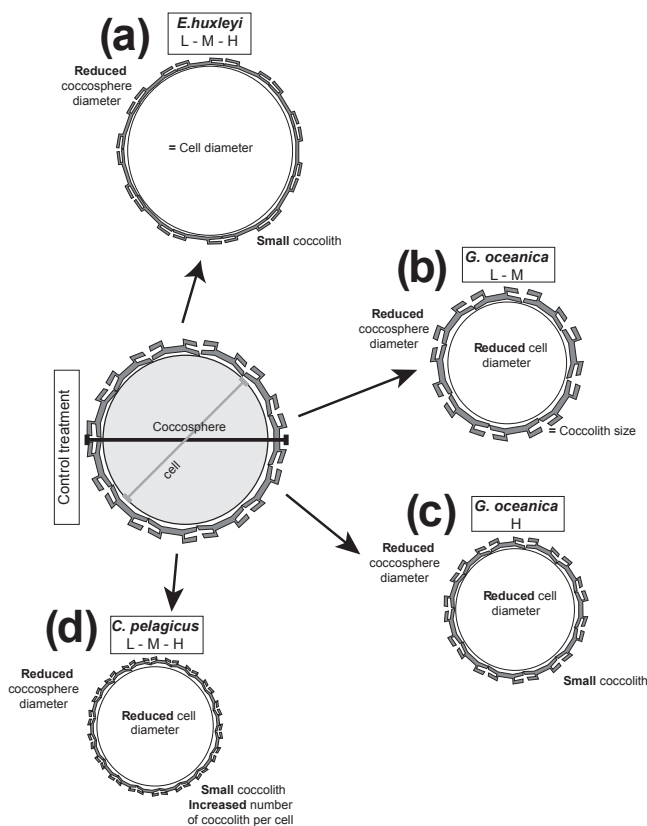 (a)
E.huxleyi
L - M - H
Reduced
coccosphere
diameter
= Cell diameter
Small coccolith
(b)
G. oceanica
L - M
Reduced
coccosphere
diameter
Reduced cell
diameter
= Coccolith size
Control treatment
Coccosphere
cell
(c)
G. oceanica
H
Reduced
coccosphere
diameter
Reduced cell
diameter
Small coccolith
(d)
C. pelagicus
L - M - H
Reduced
coccosphere
diameter
Reduced cell
diameter
Small coccolith
Increased number
of coccolith per cell